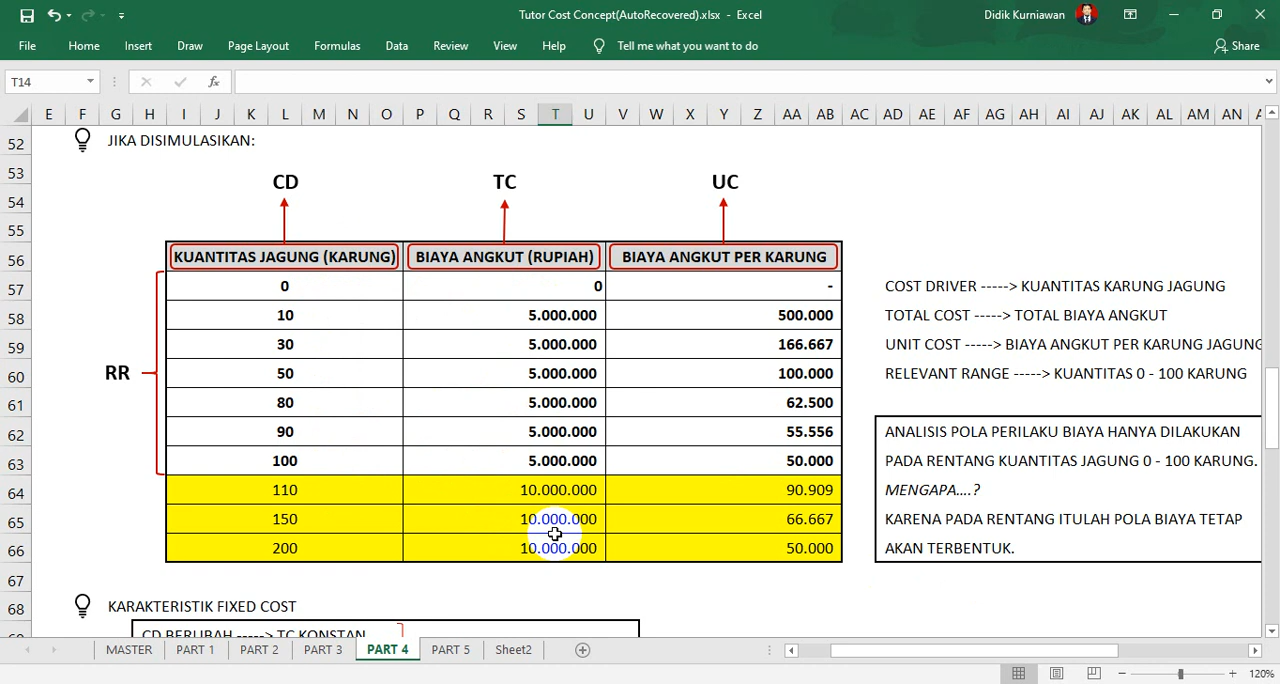 Tutor Cost Concept(AutoRecovered).xlsx - Excel
Didik Kurniawan
File Home Insert Draw Page Layout Formulas Data Review View Help Tell me what you want to do Share
T14 fx
E F G H I J K L M N O P Q R S T U V W X Y Z AA AB AC AD AE AF AG AH AI AJ AK AL AM AN
52 JIKA DISIMULASIKAN:
53
54 CD TC UC
55
56 KUANTITAS JAGUNG (KARUNG) BIAYA ANGKUT (RUPIAH) BIAYA ANGKUT PER KARUNG
57 0 0 - COST DRIVER -----> KUANTITAS KARUNG JAGUNG
58 10 5.000.000 500.000 TOTAL COST -----> TOTAL BIAYA ANGKUT
59 30 5.000.000 166.667 UNIT COST -----> BIAYA ANGKUT PER KARUNG JAGUNG
60 RR 50 5.000.000 100.000 RELEVANT RANGE -----> KUANTITAS 0 - 100 KARUNG
61 80 5.000.000 62.500
62 90 5.000.000 55.556 ANALISIS POLA PERILAKU BIAYA HANYA DILAKUKAN
63 100 5.000.000 50.000 PADA RENTANG KUANTITAS JAGUNG 0 - 100 KARUNG.
64 110 10.000.000 90.909 MENGAPA....?
65 150 10.000.000 66.667 KARENA PADA RENTANG ITULAH POLA BIAYA TETAP
66 200 10.000.000 50.000 AKAN TERBENTUK.
67
68 KARAKTERISTIK FIXED COST
CD BERUBAH -----> TC KONSTAN
MASTER PART 1 PART 2 PART 3 PART 4 PART 5 Sheet2
120%